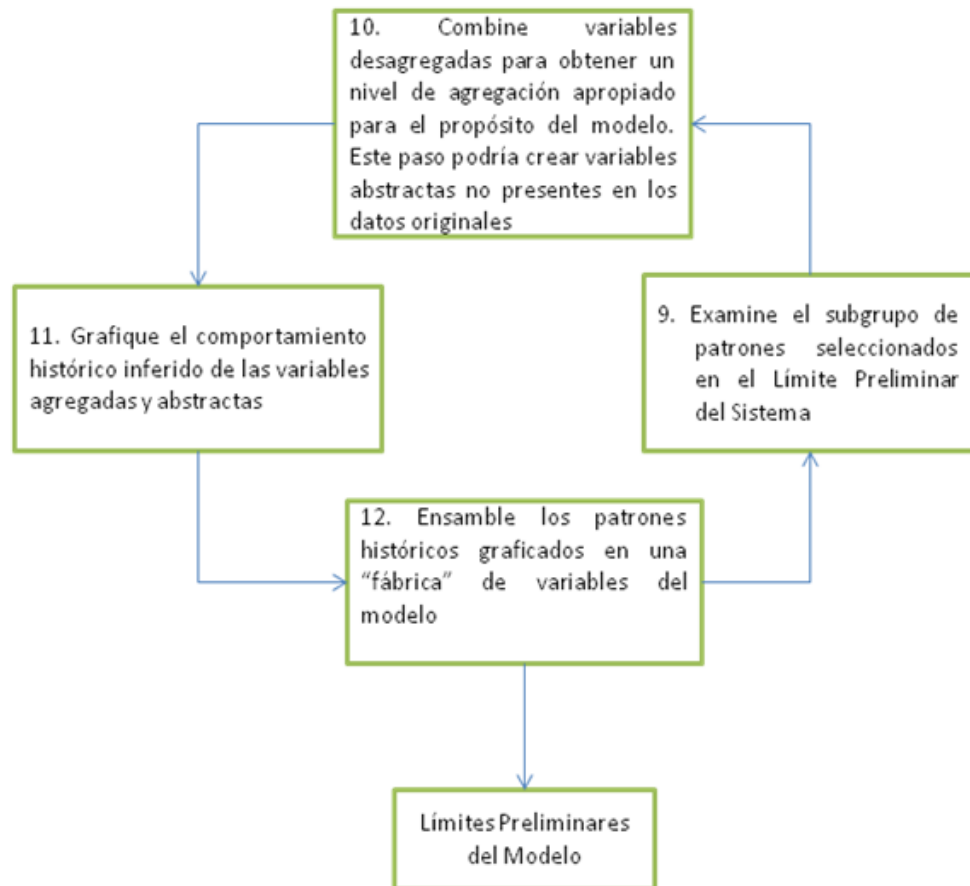 10. Combine variables
desagregadas para obtener un
nivel de agregación apropiado
para el propósito del modelo.
Este paso podría crear variables
abstractas no presentes en los
datos originales
11. Grafique el comportamiento
histórico inferido de las variables
agregadas y abstractas
9. Examine el subgrupo de
patrones seleccionados
en el Límite Preliminar
del Sistema
12. Ensamble los patrones
históricos graficados en una
“fábrica” de variables del
modelo
Límites Preliminares
del Modelo